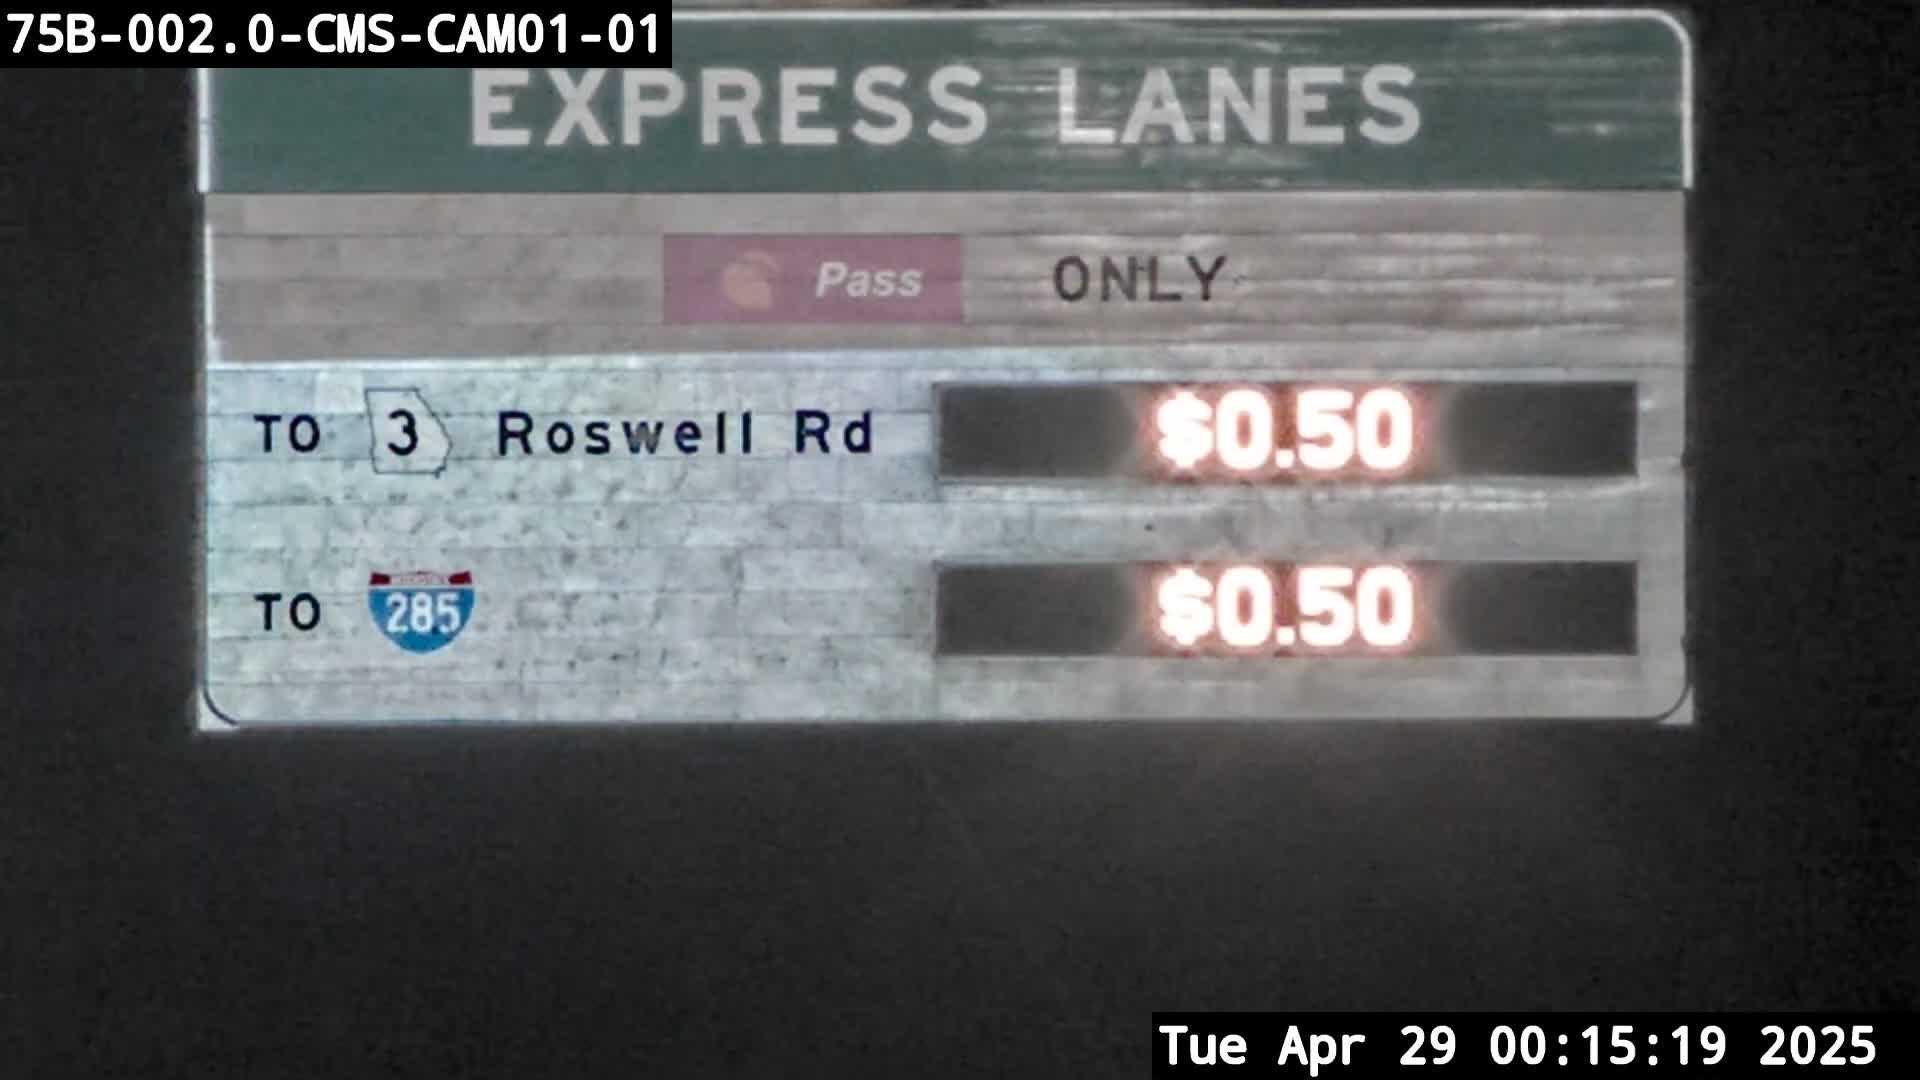 75B-002.0-CMS-CAM01-01
EXPRESS LANES
Pass ONLY
TO 3 Roswell Rd $0.50
TO 285 $0.50
Tue Apr 29 00:15:19 2025